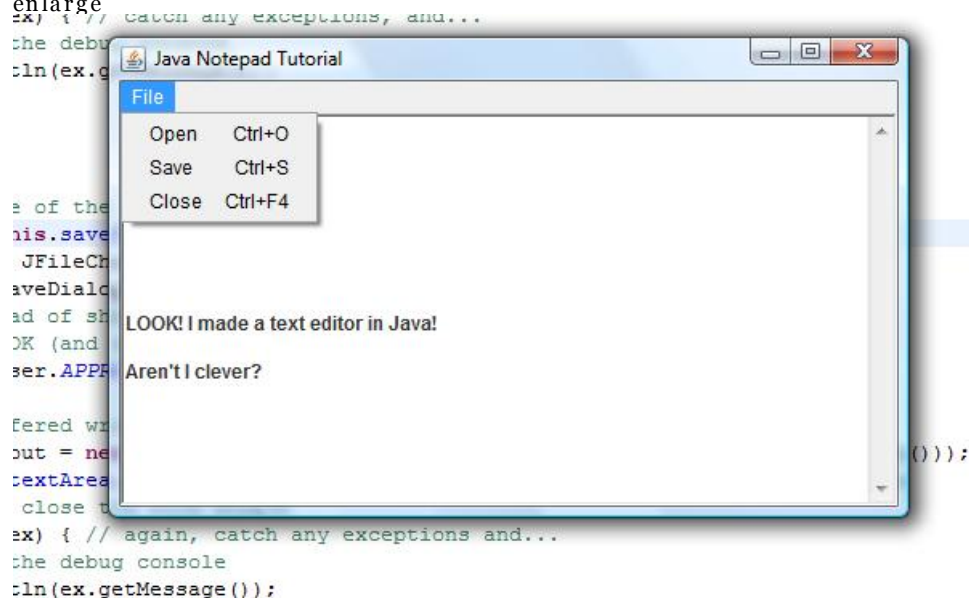 enlarge
ex) { // catch any exceptions, and...
the debu
tln(ex.g
Java Notepad Tutorial
File
Open Ctrl+O
Save Ctrl+S
Close Ctrl+F4
LOOK! I made a text editor in Java!
Aren't I clever?
e of the
his.save
JFileCh
aveDialo
ad of sh
OK (and
ser.APPR
fered wr
out = ne ()));
textArea
close t
ex) { // again, catch any exceptions and...
the debug console
tln(ex.getMessage());